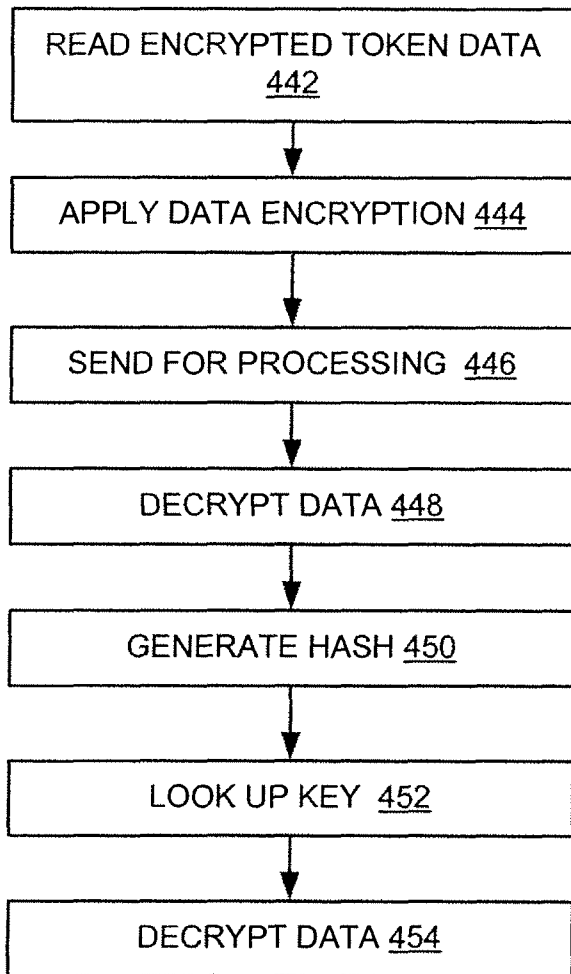 READ ENCRYPTED TOKEN DATA
442
APPLY DATA ENCRYPTION 444
SEND FOR PROCESSING 446
DECRYPT DATA 448
GENERATE HASH 450
LOOK UP KEY 452
DECRYPT DATA 454